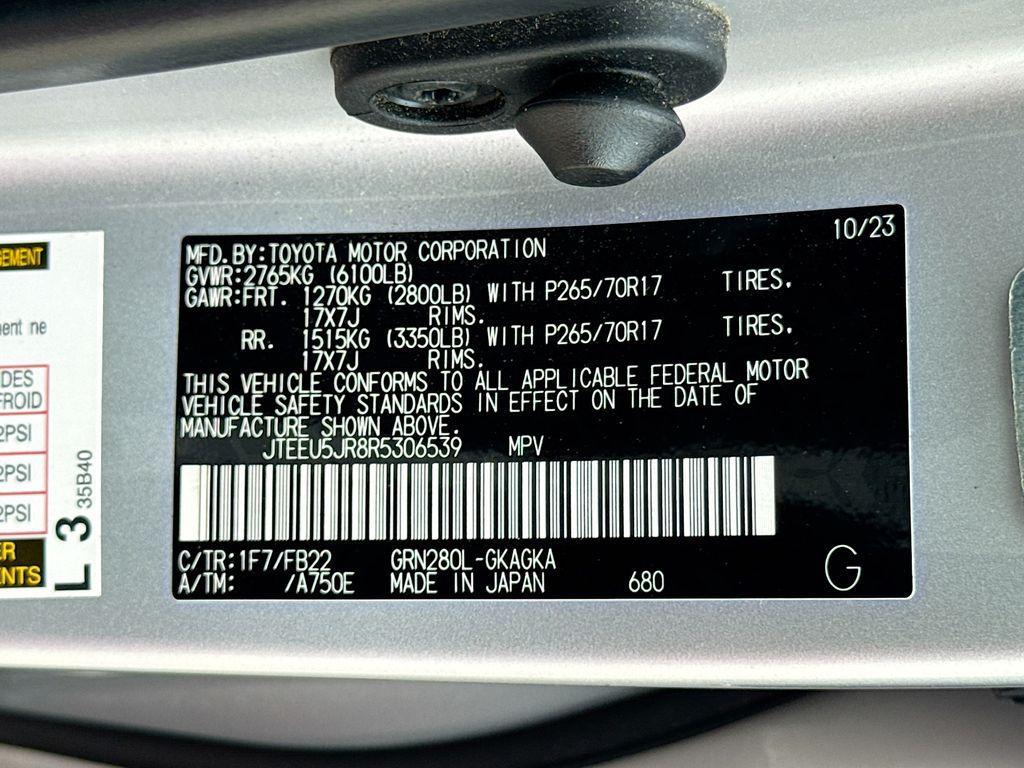 10/23
MFD.BY:TOYOTA MOTOR CORPORATION
GVWR:2765KG (6100LB)
GAWR:FRT. 1270KG (2800LB) WITH P265/70R17 TIRES.
17X7J RIMS.
RR. 1515KG (3350LB) WITH P265/70R17 TIRES.
17X7J RIMS.
THIS VEHICLE CONFORMS TO ALL APPLICABLE FEDERAL MOTOR
VEHICLE SAFETY STANDARDS IN EFFECT ON THE DATE OF
MANUFACTURE SHOWN ABOVE.
JTEEU5JR8R5306539 MPV
C/TR:1F7/FB22 GRN280L-GKAGKA
A/TM: /A750E MADE IN JAPAN 680
G
GEMENT
ment ne
DES
FROID
2PSI
2PSI
2PSI
ER
ENTS
L 3 35B40